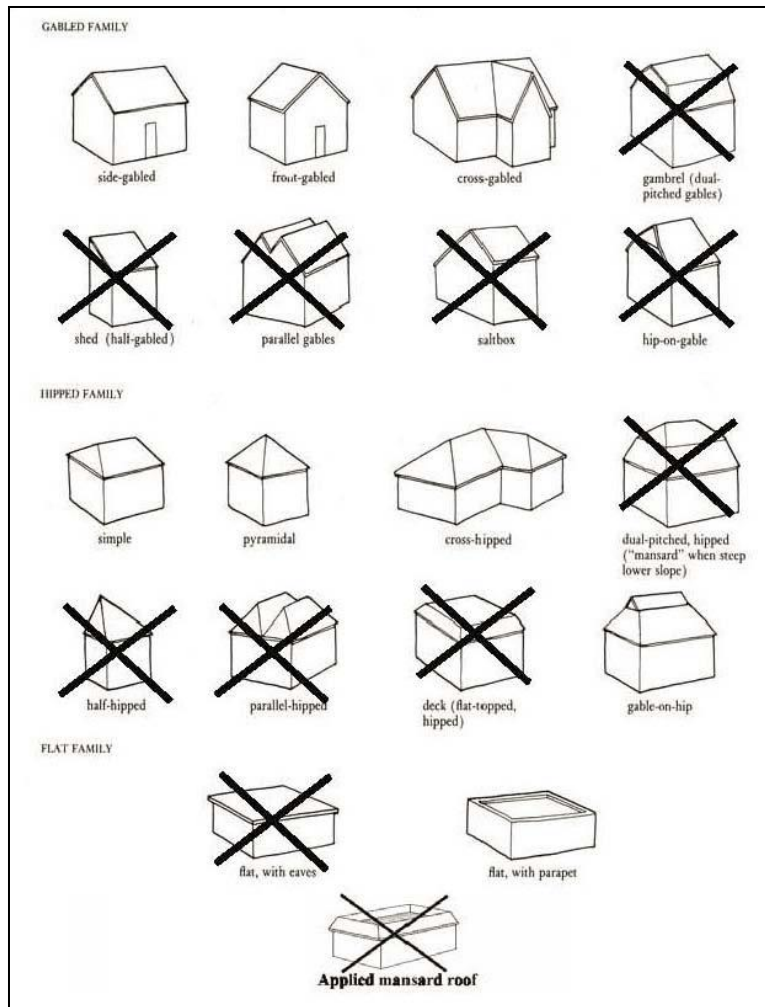 GABLED FAMILY
side-gabled
front-gabled
cross-gabled
gambrel (dual-
pitched gables)
shed (half-gabled)
parallel gables
saltbox
hip-on-gable
HIPPED FAMILY
simple
pyramidal
cross-hipped
dual-pitched, hipped
("mansard" when steep
lower slope)
half-hipped
parallel-hipped
deck (flat-topped,
hipped)
gable-on-hip
FLAT FAMILY
flat, with eaves
flat, with parapet
Applied mansard roof